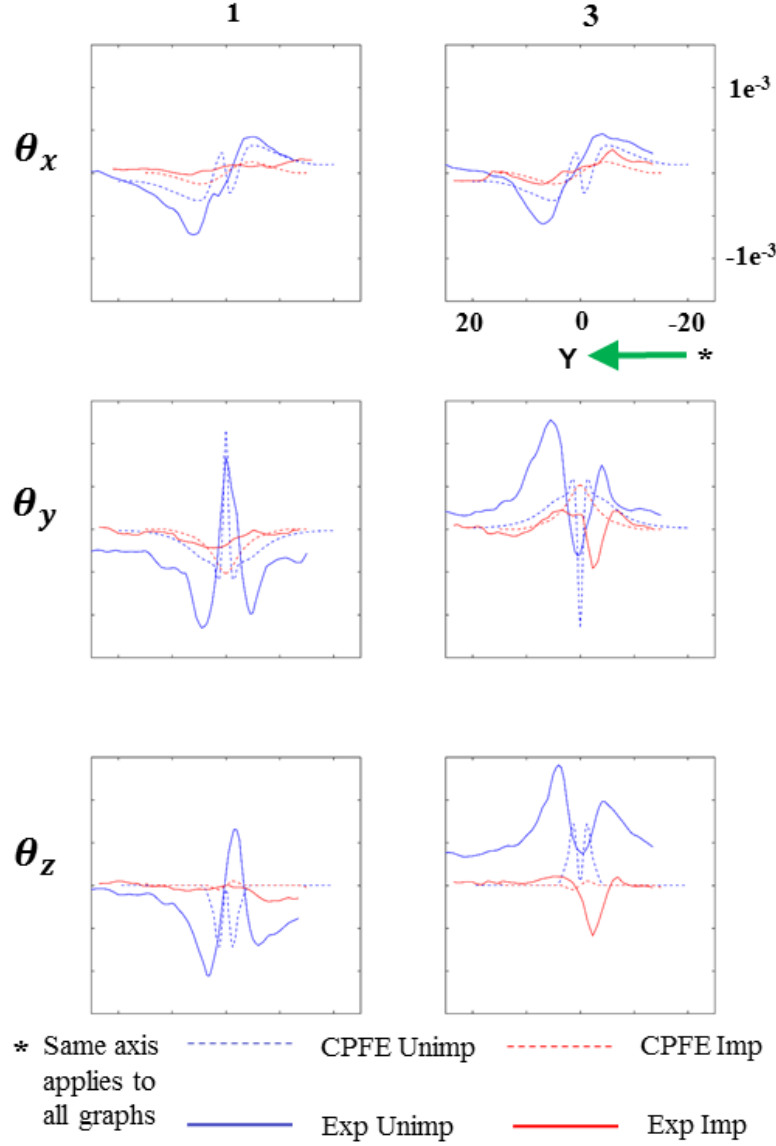 1 3
θx
1e-3
-1e-3
20 0 -20
Y *
θy
θz
* Same axis applies to all graphs
CPFE Unimp CPFE Imp
Exp Unimp Exp Imp